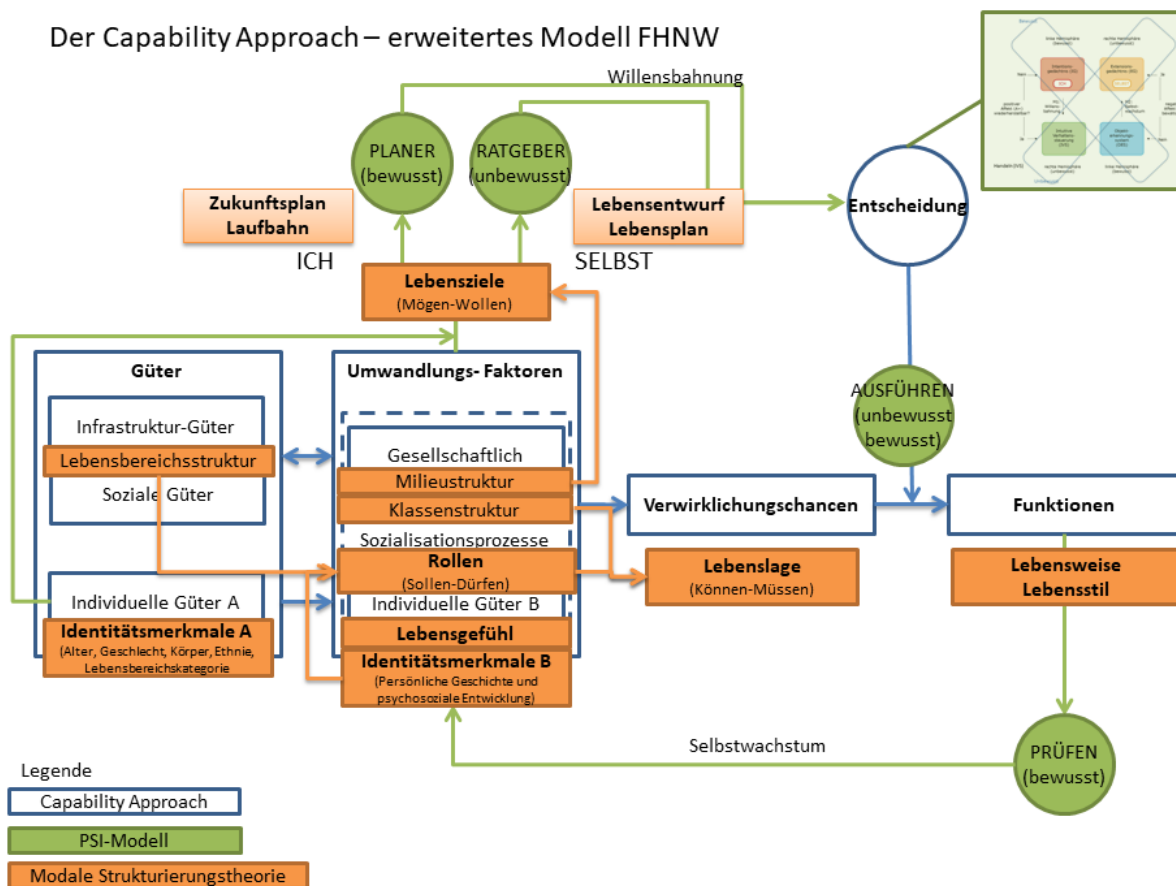 Der Capability Approach – erweitertes Modell FHNW
Willensbahnung
PLANER
(bewusst)
RATGEBER
(unbewusst)
Zukunftsplan
Laufbahn
Lebensentwurf
Lebensplan
Entscheidung
ICH
SELBST
Lebensziele
(Mögen-Wollen)
Güter
Umwandlungs- Faktoren
Infrastruktur-Güter
Lebensbereichsstruktur
Soziale Güter
Gesellschaftlich
Milieustruktur
Klassenstruktur
Sozialisationsprozesse
Rollen
(Sollen-Dürfen)
Individuelle Güter A
Identitätsmerkmale A
(Alter, Geschlecht, Körper, Ethnie,
Lebensbereichskategorie
Individuelle Güter B
Lebensgefühl
Identitätsmerkmale B
(Persönliche Geschichte und
psychosoziale Entwicklung)
AUSFÜHREN
(unbewusst
bewusst)
Verwirklichungschancen
Funktionen
Lebenslage
(Können-Müssen)
Lebensweise
Lebensstil
Selbstwachstum
PRÜFEN
(bewusst)
Legende
Capability Approach
PSI-Modell
Modale Strukturierungstheorie